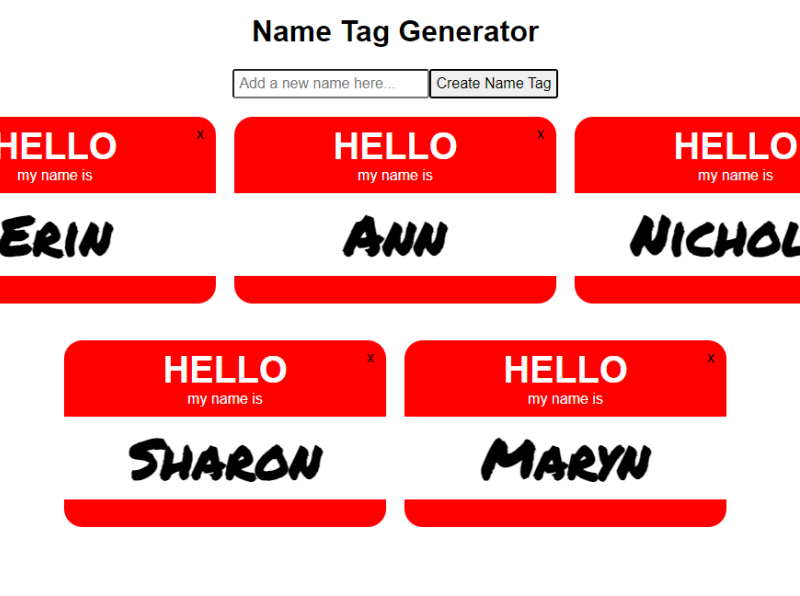 Name Tag Generator
Add a new name here... Create Name Tag
HELLO x HELLO x HELLO
my name is my name is my name is
Erin Ann Nichol
HELLO x HELLO x
my name is my name is
Sharon Maryn